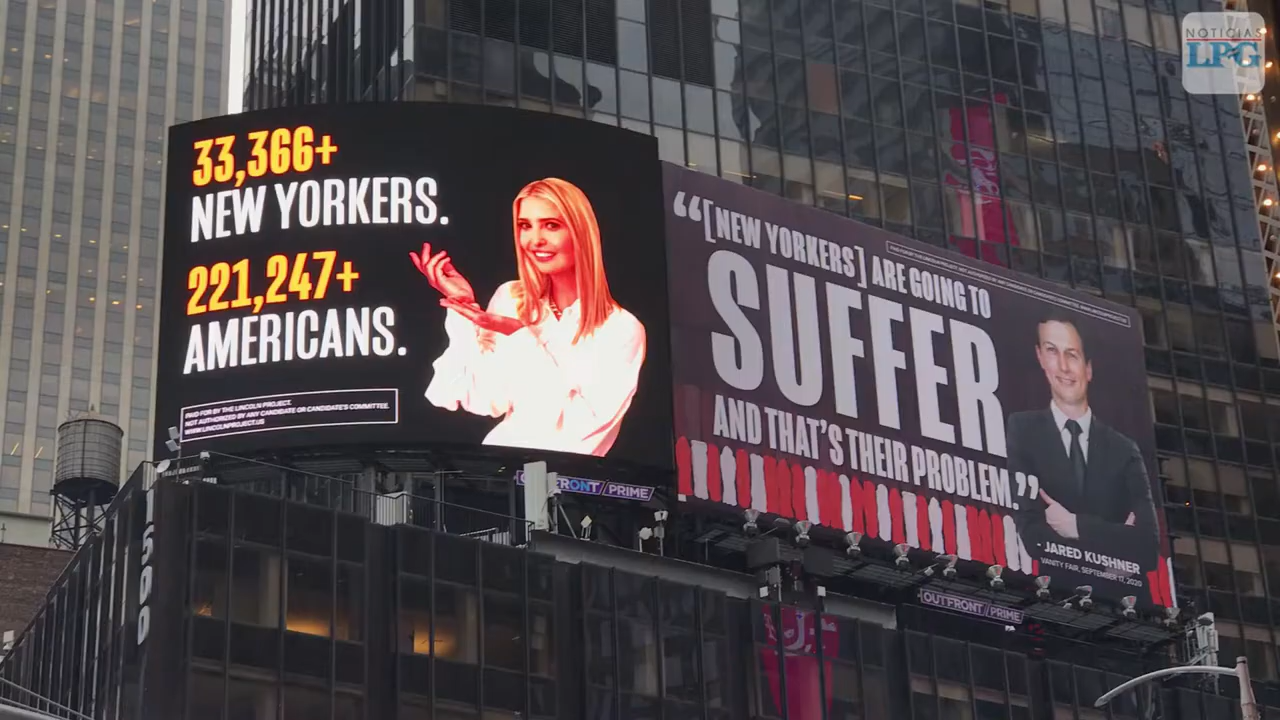 NOTICIAS
LPG
33,366+
NEW YORKERS.
221,247+
AMERICANS.
PAID FOR BY THE LINCOLN PROJECT.
NOT AUTHORIZED BY ANY CANDIDATE OR CANDIDATE'S COMMITTEE.
WWW.LINCOLNPROJECT.US
“[NEW YORKERS] ARE GOING TO
SUFFER
AND THAT'S THEIR PROBLEM.”
- JARED KUSHNER
VANITY FAIR, SEPTEMBER 17, 2020
OUTFRONT/PRIME
OUTFRONT/PRIME